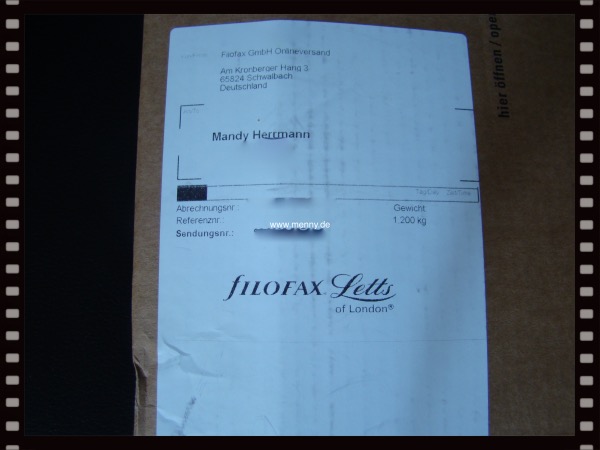 Filofax GmbH Onlineversand
Am Kronberger Hang 3
65824 Schwalbach
Deutschland
Mandy Herrmann
Abrechnungsnr.:
Gewicht:
Referenznr.:
1.200 kg
Sendungsnr.:
www.menny.de
FILOFAX Letts
of London®
hier öffnen / ope